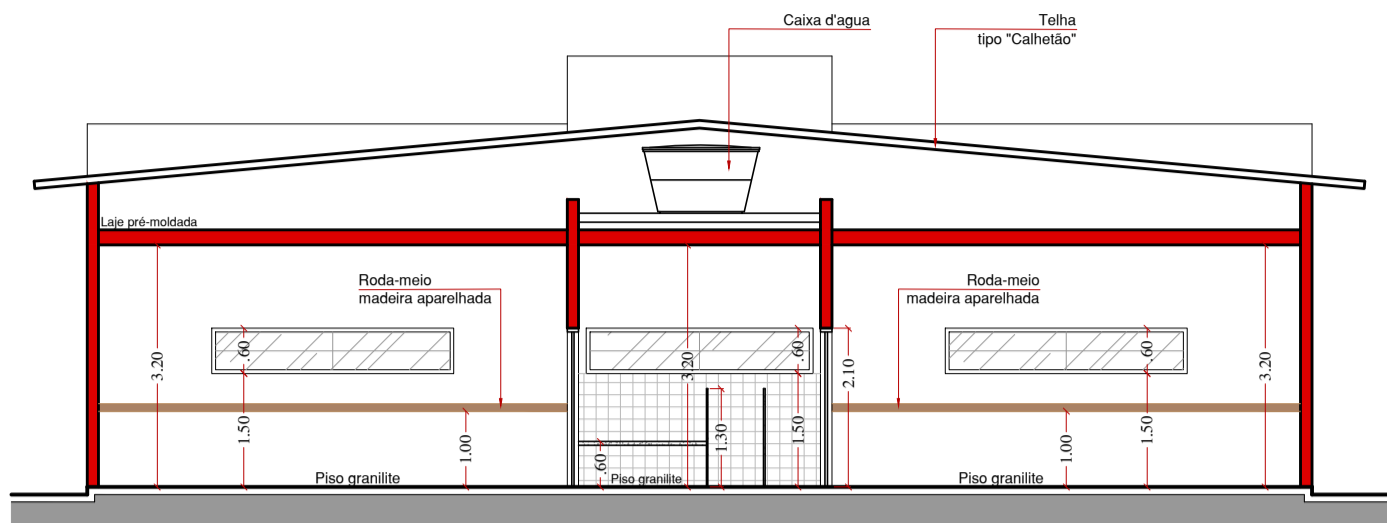 Caixa d'agua
Telha
tipo "Calhetão"
Laje pré-moldada
Roda-meio
madeira aparelhada
Roda-meio
madeira aparelhada
3.20
.60
1.50
1.00
3.20
.60
1.30
.60
1.50
2.10
1.00
.60
1.50
3.20
Piso granilite
Piso granilite
Piso granilite